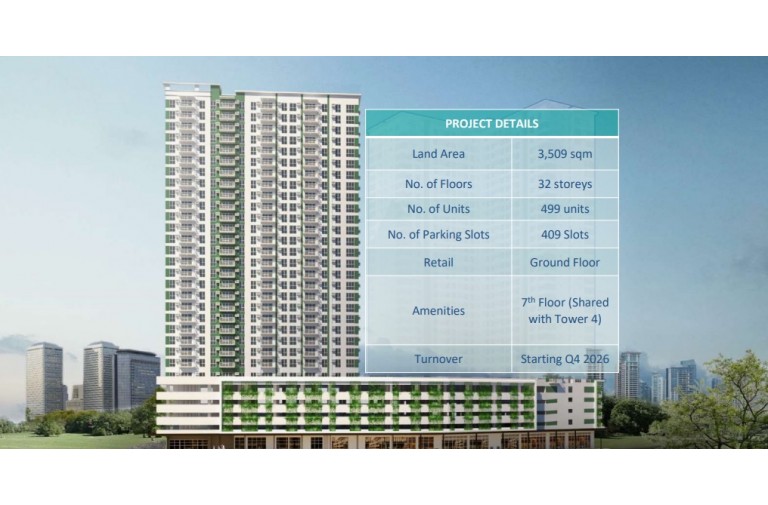 PROJECT DETAILS
Land Area 3,509 sqm
No. of Floors 32 storeys
No. of Units 499 units
No. of Parking Slots 409 Slots
Retail Ground Floor
Amenities 7th Floor (Shared
with Tower 4)
Turnover Starting Q4 2026